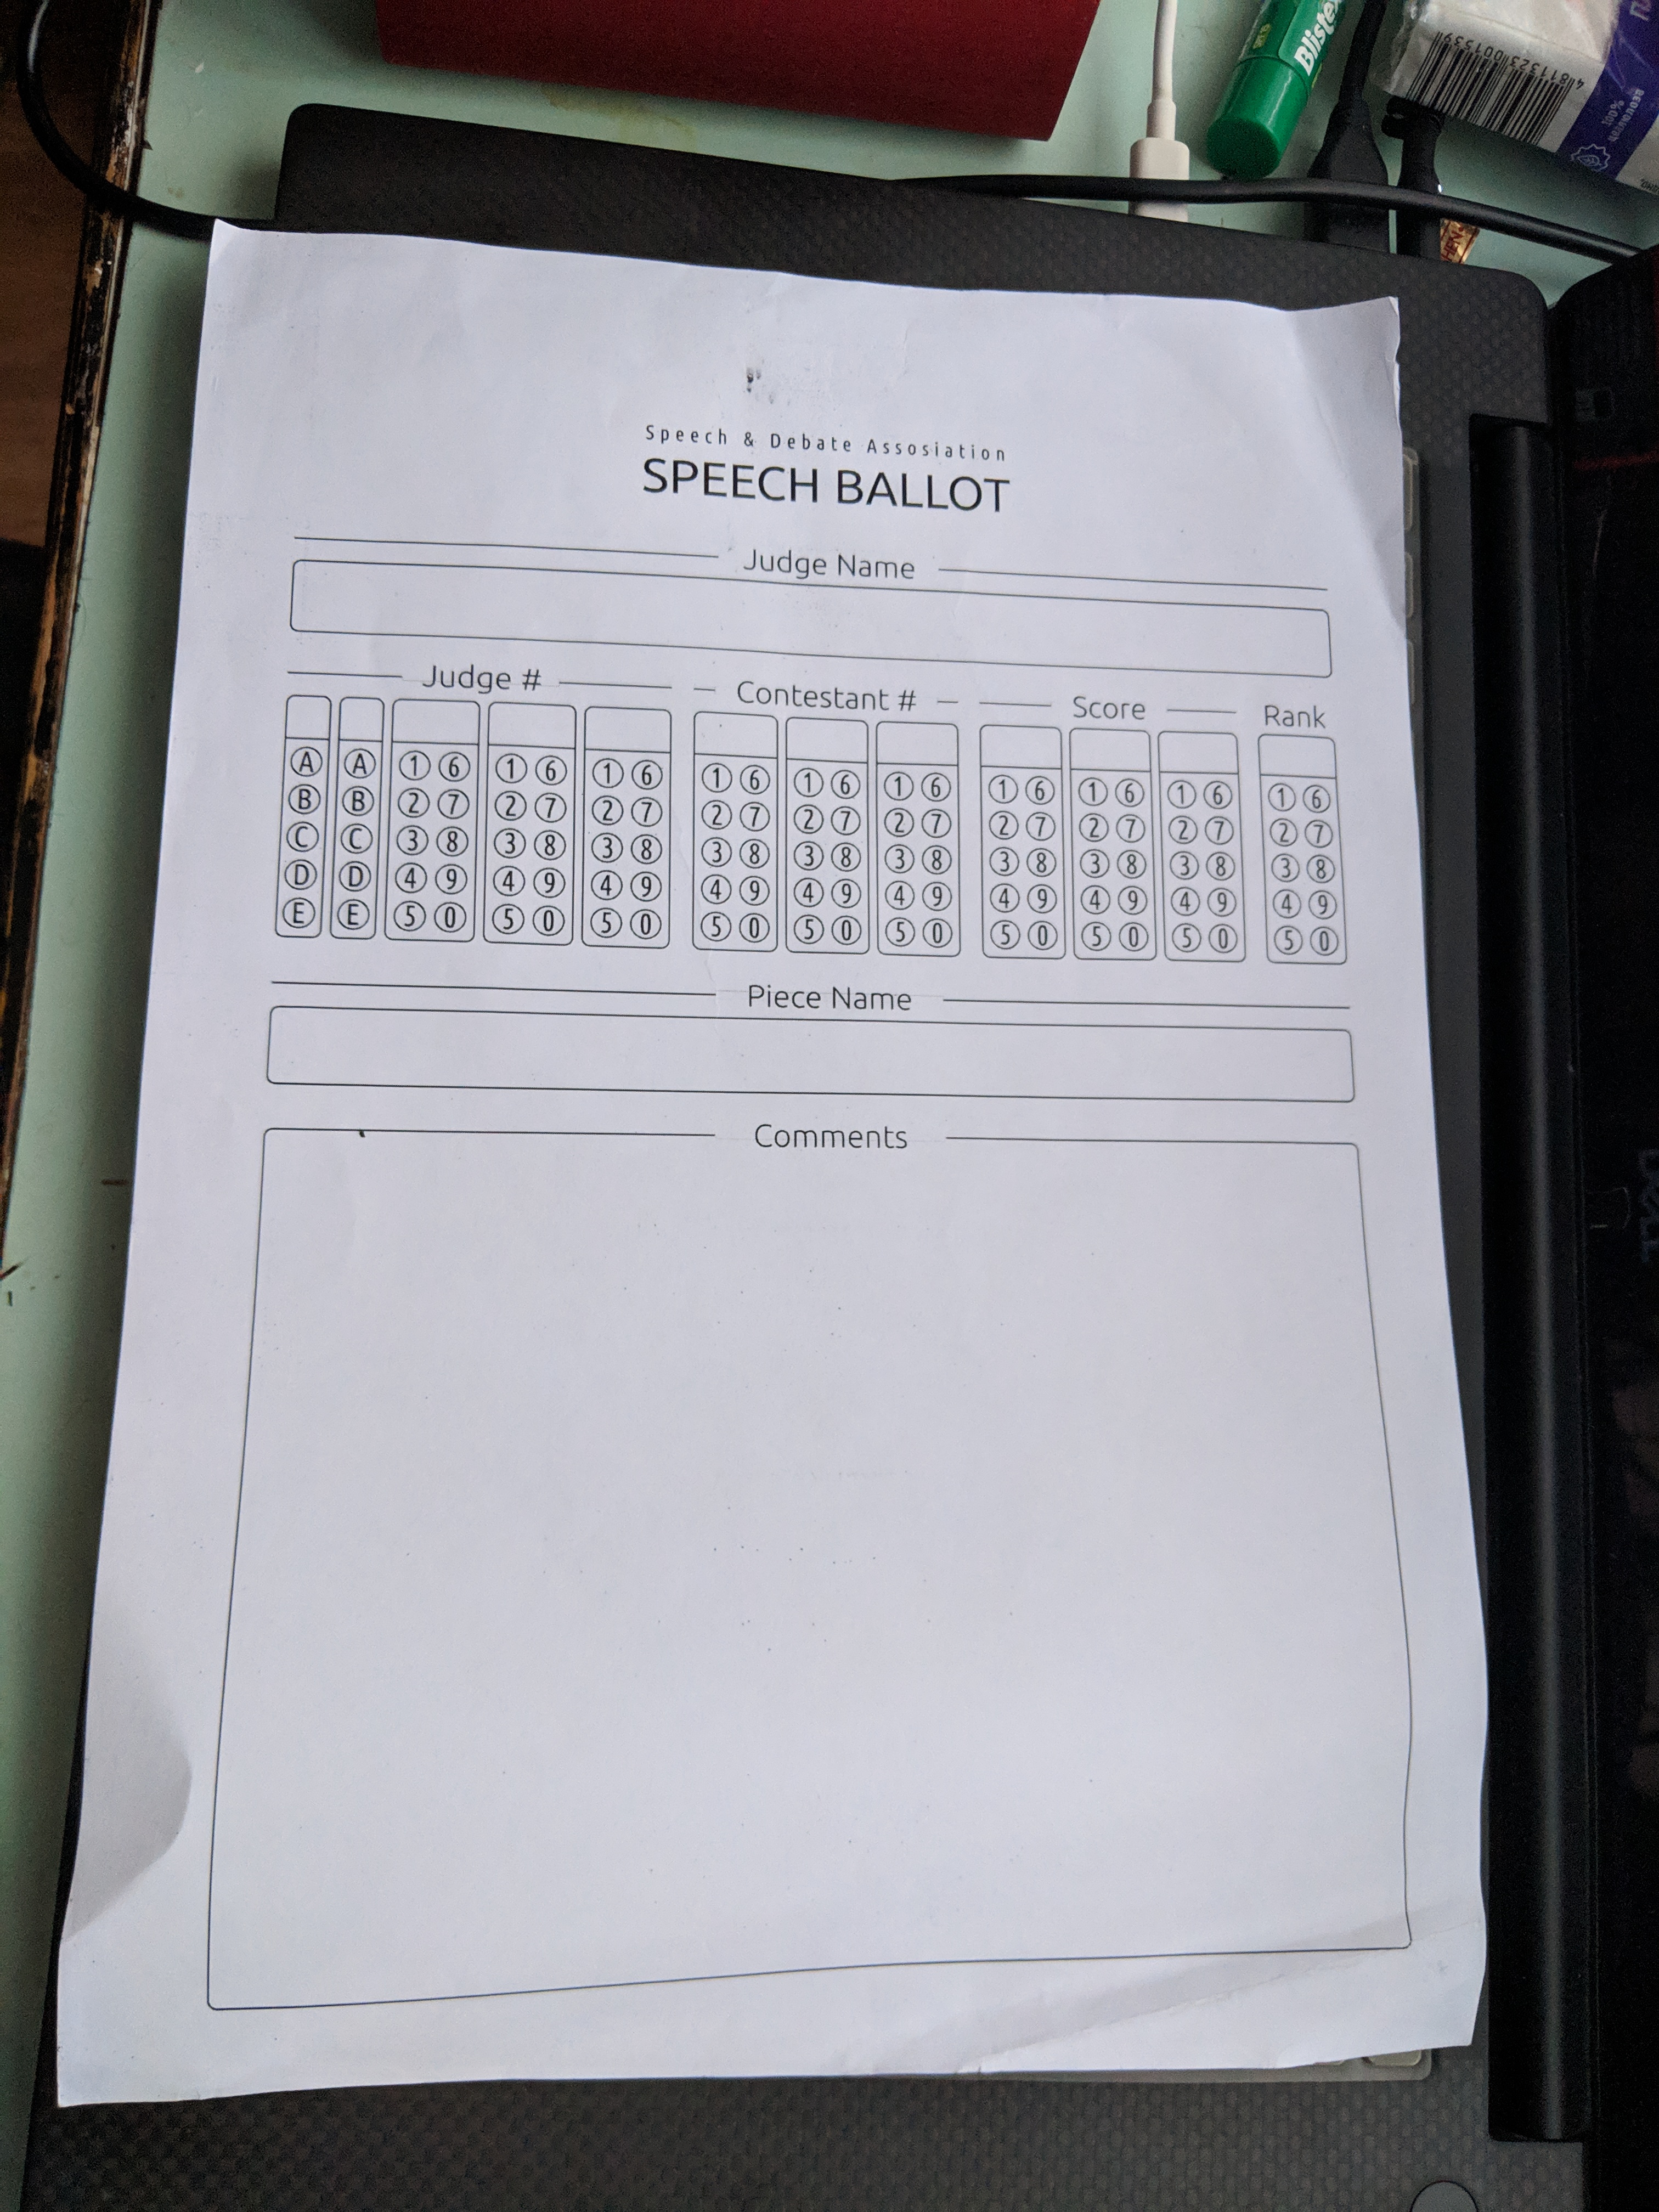 Blistex
4811323001539
100%
Speech & Debate Assosiation
SPEECH BALLOT
Judge Name
Judge # Contestant # Score Rank
A A 1 6 1 6 1 6 1 6 1 6 1 6 1 6 1 6 1 6 1 6
B B 2 7 2 7 2 7 2 7 2 7 2 7 2 7 2 7 2 7 2 7
C C 3 8 3 8 3 8 3 8 3 8 3 8 3 8 3 8 3 8 3 8
D D 4 9 4 9 4 9 4 9 4 9 4 9 4 9 4 9 4 9 4 9
E E 5 0 5 0 5 0 5 0 5 0 5 0 5 0 5 0 5 0 5 0
Piece Name
Comments
DELL